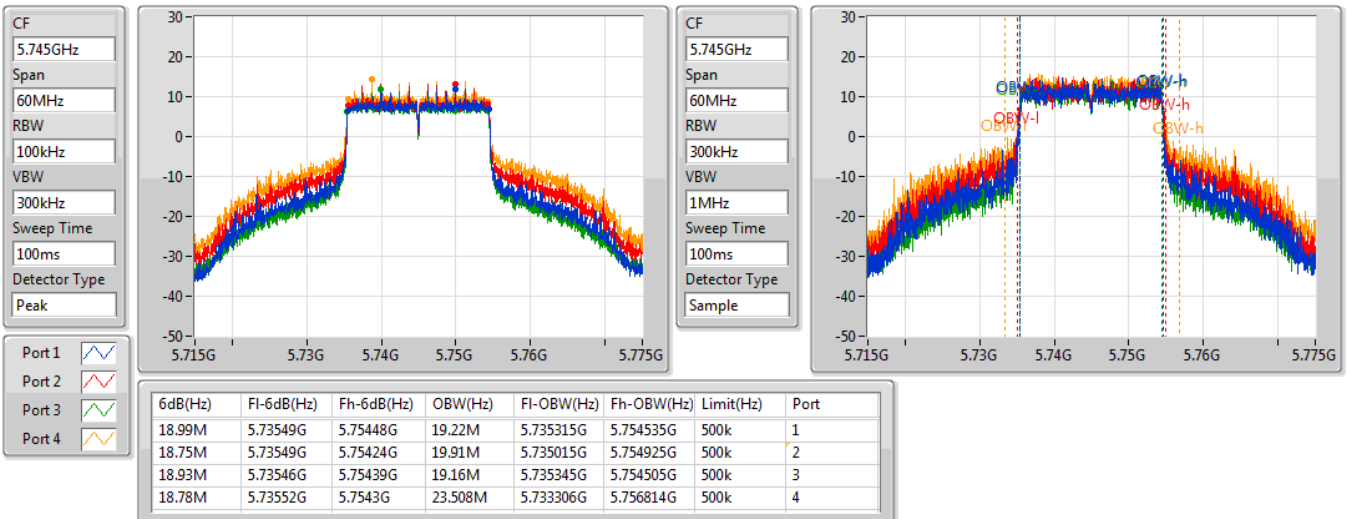 CF
5.745GHz
Span
60MHz
RBW
100kHz
VBW
300kHz
Sweep Time
100ms
Detector Type
Peak
30
20
10
0
-10
-20
-30
-40
-50
5.715G 5.73G 5.74G 5.75G 5.76G 5.775G
CF
5.745GHz
Span
60MHz
RBW
300kHz
VBW
1MHz
Sweep Time
100ms
Detector Type
Sample
30
20
10
0
-10
-20
-30
-40
-50
OBW-h
OBW-l OBW-h
OBW-h
5.715G 5.73G 5.74G 5.75G 5.76G 5.775G
Port 1
Port 2
Port 3
Port 4
6dB(Hz) Fl-6dB(Hz) Fh-6dB(Hz) OBW(Hz) Fl-OBW(Hz) Fh-OBW(Hz) Limit(Hz) Port
18.99M 5.73549G 5.75448G 19.22M 5.735315G 5.754535G 500k 1
18.75M 5.73549G 5.75424G 19.91M 5.735015G 5.754925G 500k 2
18.93M 5.73546G 5.75439G 19.16M 5.735345G 5.754505G 500k 3
18.78M 5.73552G 5.7543G 23.508M 5.733306G 5.756814G 500k 4